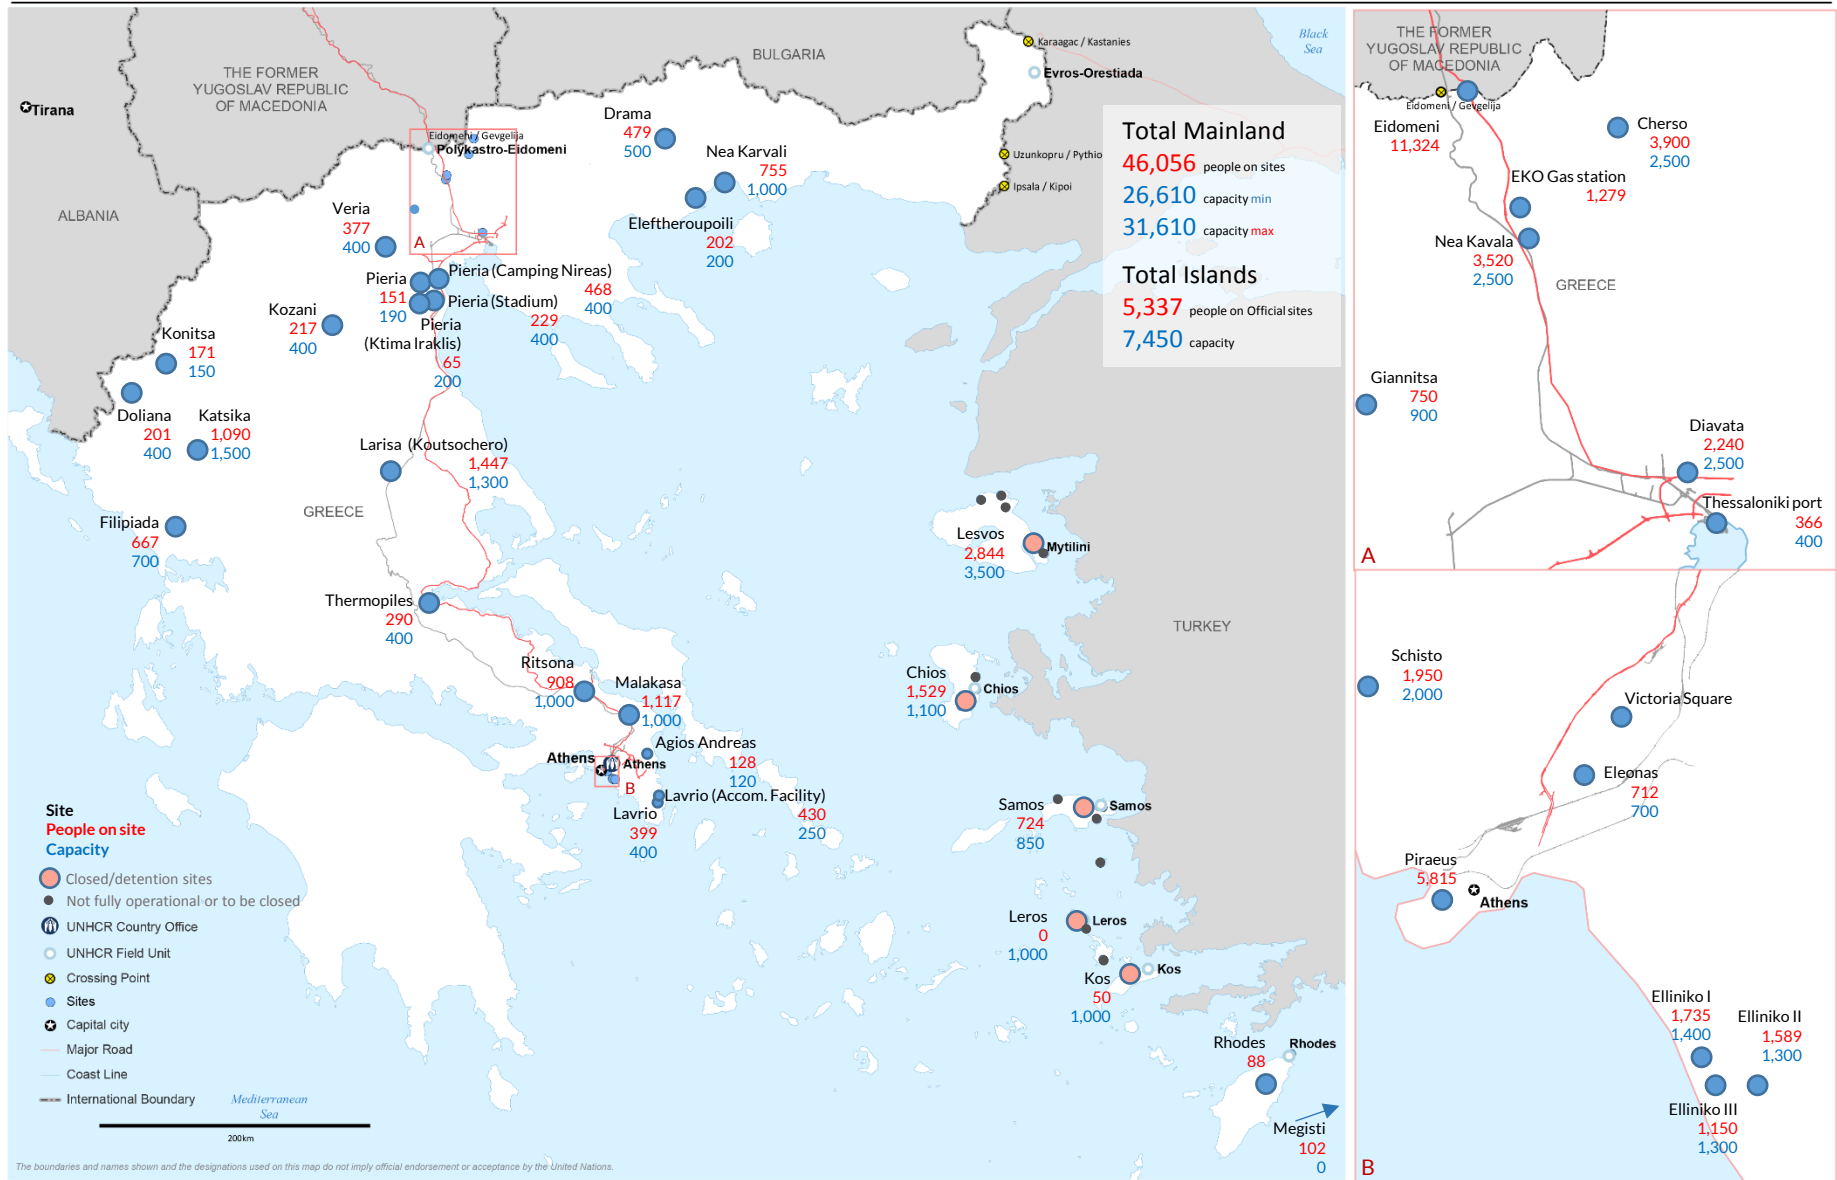 THE FORMER
YUGOSLAV REPUBLIC
OF MACEDONIA
BULGARIA
Black
Sea
Tirana
ALBANIA
Karaagac / Kastanies
Evros-Orestiada
Uzunkopru / Pythio
Ipsala / Kipoi
Eidomeni / Gevgelija
Polykastro-Eidomeni
A
Drama
479
500
Nea Karvali
755
1,000
Eleftheroupoili
202
200
Total Mainland
46,056 people on sites
26,610 capacity min
31,610 capacity max
Total Islands
5,337 people on Official sites
7,450 capacity
Veria
377
400
Pieria
151
190
Pieria (Camping Nireas)
468
400
Pieria (Stadium)
229
400
Pieria
(Ktima Iraklis)
65
200
Kozani
217
400
Konitsa
171
150
Doliana
201
400
Katsika
1,090
1,500
Larisa (Koutsochero)
1,447
1,300
GREECE
Filipiada
667
700
Thermopiles
290
400
Ritsona
908
1,000
Malakasa
1,117
1,000
Agios Andreas
128
120
Athens
Athens
B
Lavrio (Accom. Facility)
430
250
Lavrio
399
400
Lesvos
2,844
3,500
Mytilini
TURKEY
Chios
1,529
1,100
Chios
Samos
724
850
Samos
Leros
0
1,000
Leros
Kos
50
1,000
Kos
Rhodes
88
Rhodes
Megisti
102
0
Site
People on site
Capacity
Closed/detention sites
Not fully operational or to be closed
UNHCR Country Office
UNHCR Field Unit
Crossing Point
Sites
Capital city
Major Road
Coast Line
International Boundary
Mediterranean
Sea
200km
The boundaries and names shown and the designations used on this map do not imply official endorsement or acceptance by the United Nations.
THE FORMER
YUGOSLAV REPUBLIC
OF MACEDONIA
Eidomeni / Gevgelija
Eidomeni
11,324
Cherso
3,900
2,500
EKO Gas station
1,279
Nea Kavala
3,520
2,500
GREECE
Giannitsa
750
900
Diavata
2,240
2,500
Thessaloniki port
366
400
A
Schisto
1,950
2,000
Victoria Square
Eleonas
712
700
Piraeus
5,815
Athens
Elliniko I
1,735
1,400
Elliniko II
1,589
1,300
Elliniko III
1,150
1,300
B